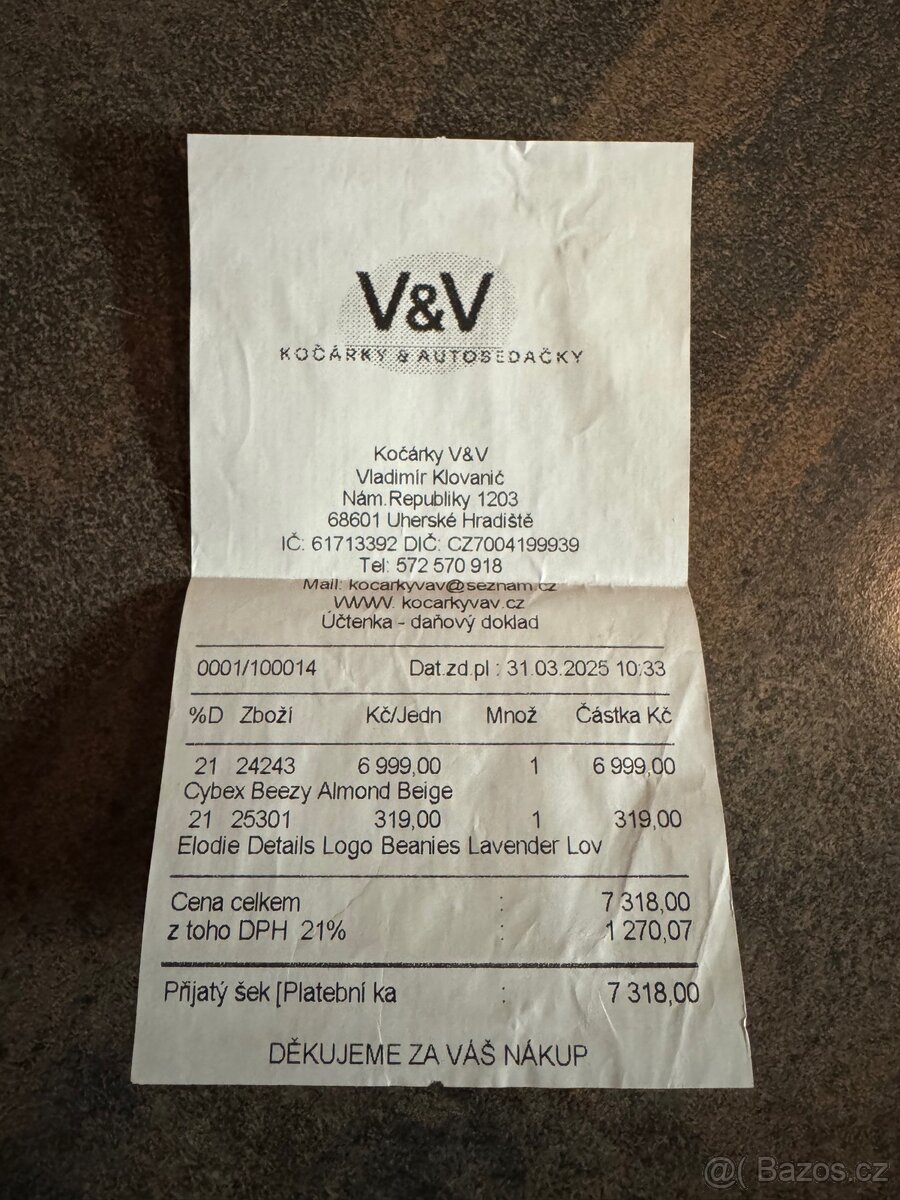 V&V
KOČÁRKY & AUTOSEDAČKY
Kočárky V&V
Vladimír Klovanič
Nám.Republiky 1203
68601 Uherské Hradiště
IČ: 61713392 DIČ: CZ7004199939
Tel: 572 570 918
Mail: kocarkyvav@seznam.cz
WWW. kocarkyvav.cz
Účtenka - daňový doklad
0001/100014 Dat.zd.pl : 31.03.2025 10:33
%D Zboží Kč/Jedn Množ Částka Kč
21 24243 6 999,00 1 6 999,00
Cybex Beezy Almond Beige
21 25301 319,00 1 319,00
Elodie Details Logo Beanies Lavender Lov
Cena celkem : 7 318,00
z toho DPH 21% : 1 270,07
Přijatý šek [Platební ka : 7 318,00
DĚKUJEME ZA VÁŠ NÁKUP
@( Bazos.cz